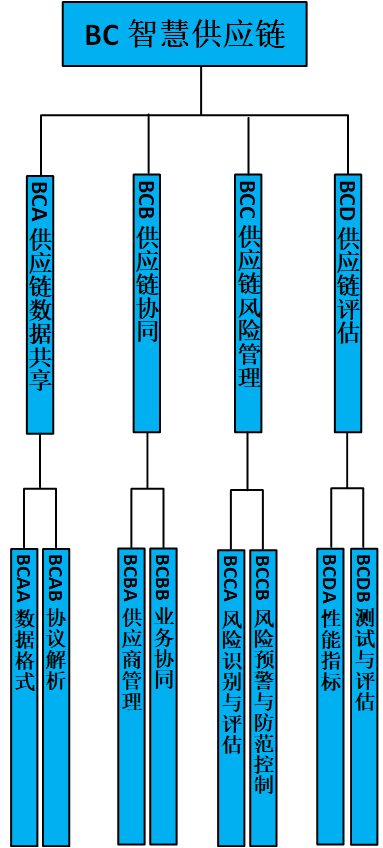 BC 智慧供应链
BCA 供应链数据共享
BCB 供应链协同
BCC 供应链风险管理
BCD 供应链评估
BCAA 数据格式
BCAB 协议解析
BCBA 供应商管理
BCBB 业务协同
BCCA 风险识别与评估
BCCB 风险预警与防范控制
BCDA 性能指标
BCDB 测试与评估